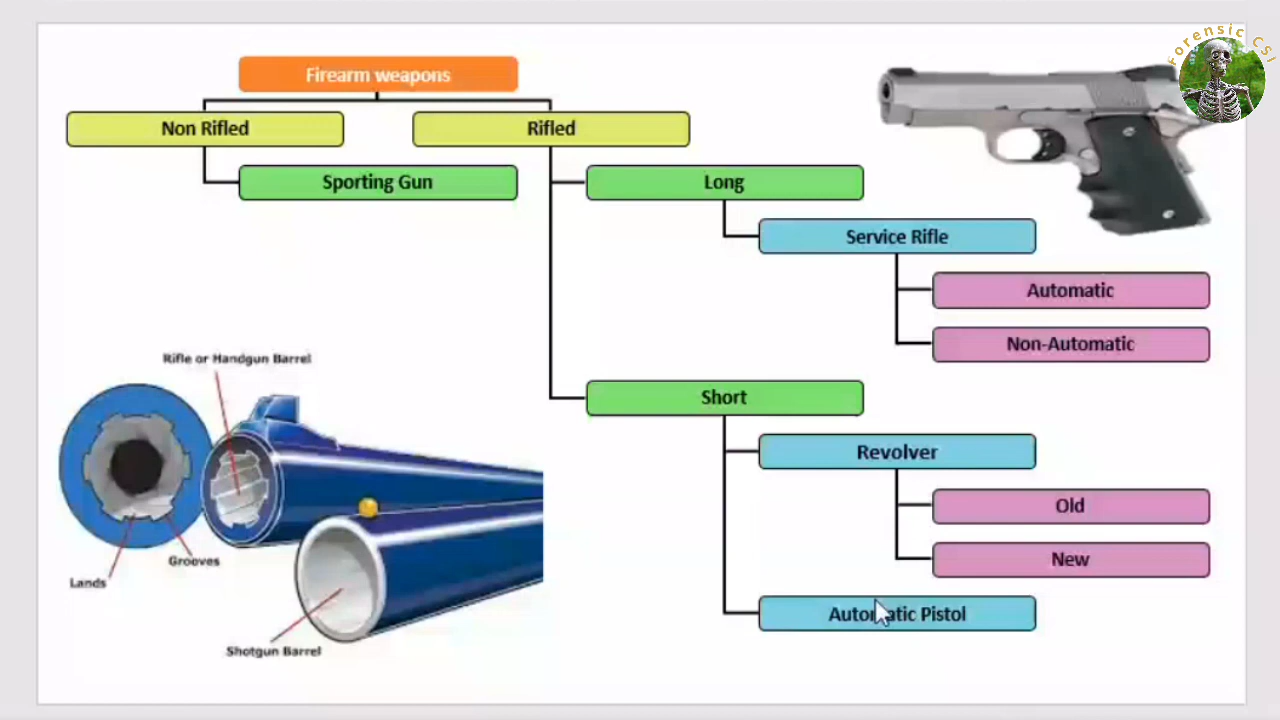 Forensic CSI
Firearm weapons
Non Rifled
Rifled
Sporting Gun
Long
Service Rifle
Automatic
Non-Automatic
Rifle or Handgun Barrel
Short
Revolver
Old
Grooves
New
Lands
Automatic Pistol
Shotgun Barrel